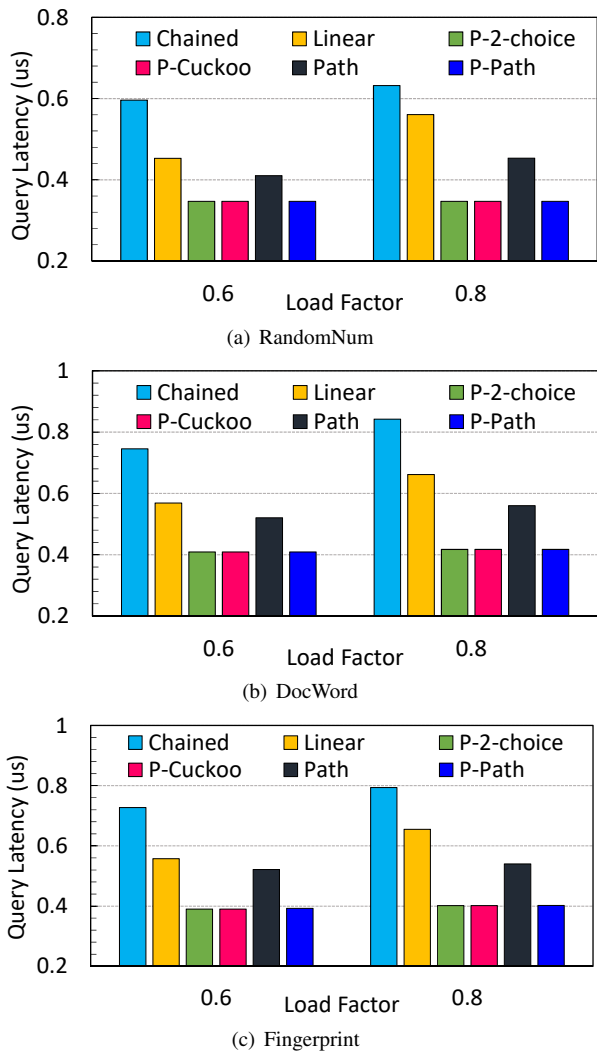 0.8
Chained Linear P-2-choice
P-Cuckoo Path P-Path
0.6
0.4
0.2
Query Latency (us)
0.6 0.8
Load Factor
(a) RandomNum
1
Chained Linear P-2-choice
P-Cuckoo Path P-Path
0.8
0.6
0.4
0.2
Query Latency (us)
0.6 0.8
Load Factor
(b) DocWord
1
Chained Linear P-2-choice
P-Cuckoo Path P-Path
0.8
0.6
0.4
0.2
Query Latency (us)
0.6 0.8
Load Factor
(c) Fingerprint